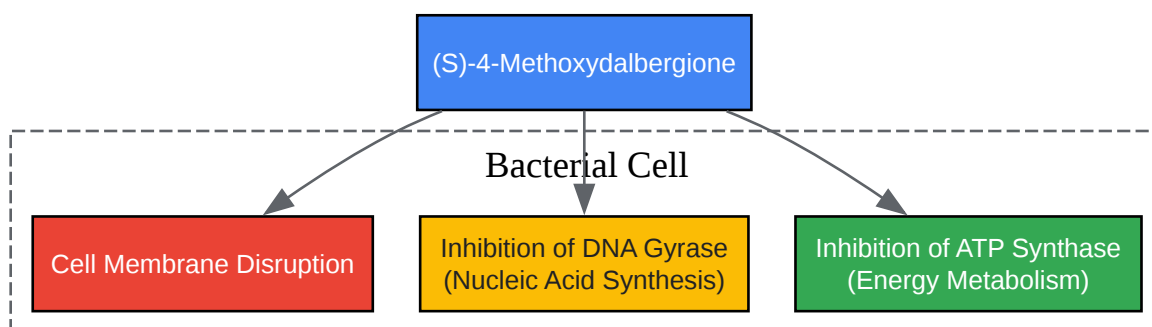 (S)-4-Methoxydalbergione
Bacterial Cell
Cell Membrane Disruption
Inhibition of DNA Gyrase
(Nucleic Acid Synthesis)
Inhibition of ATP Synthase
(Energy Metabolism)